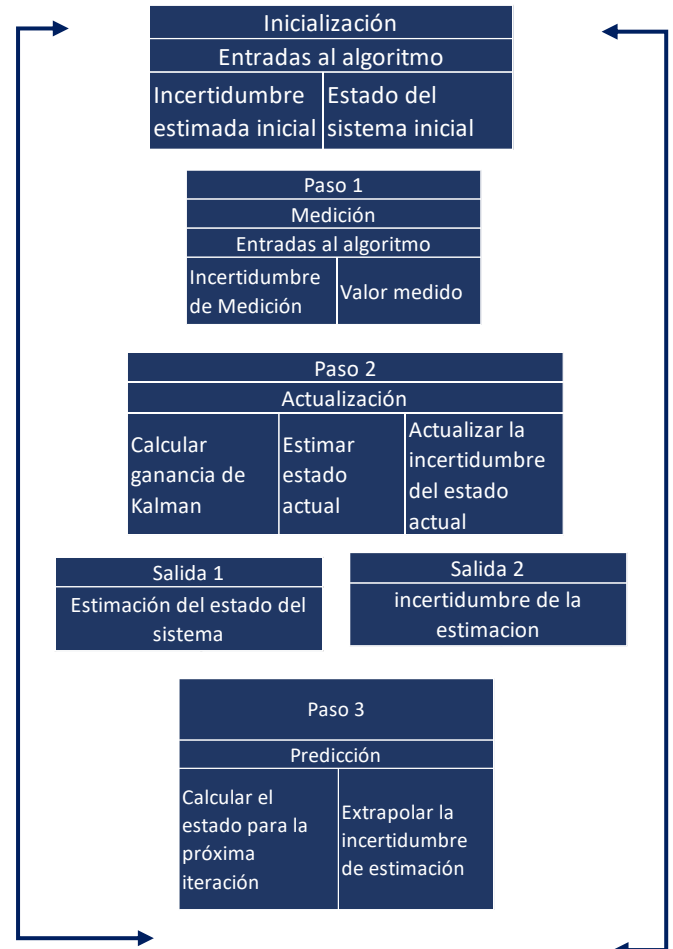 Inicialización
Entradas al algoritmo
Incertidumbre
estimada inicial
Estado del
sistema inicial
Paso 1
Medición
Entradas al algoritmo
Incertidumbre
de Medición
Valor medido
Paso 2
Actualización
Calcular
ganancia de
Kalman
Estimar
estado
actual
Actualizar la
incertidumbre
del estado
actual
Salida 1
Estimación del estado del
sistema
Salida 2
incertidumbre de la
estimacion
Paso 3
Predicción
Calcular el
estado para la
próxima
iteración
Extrapolar la
incertidumbre
de estimación